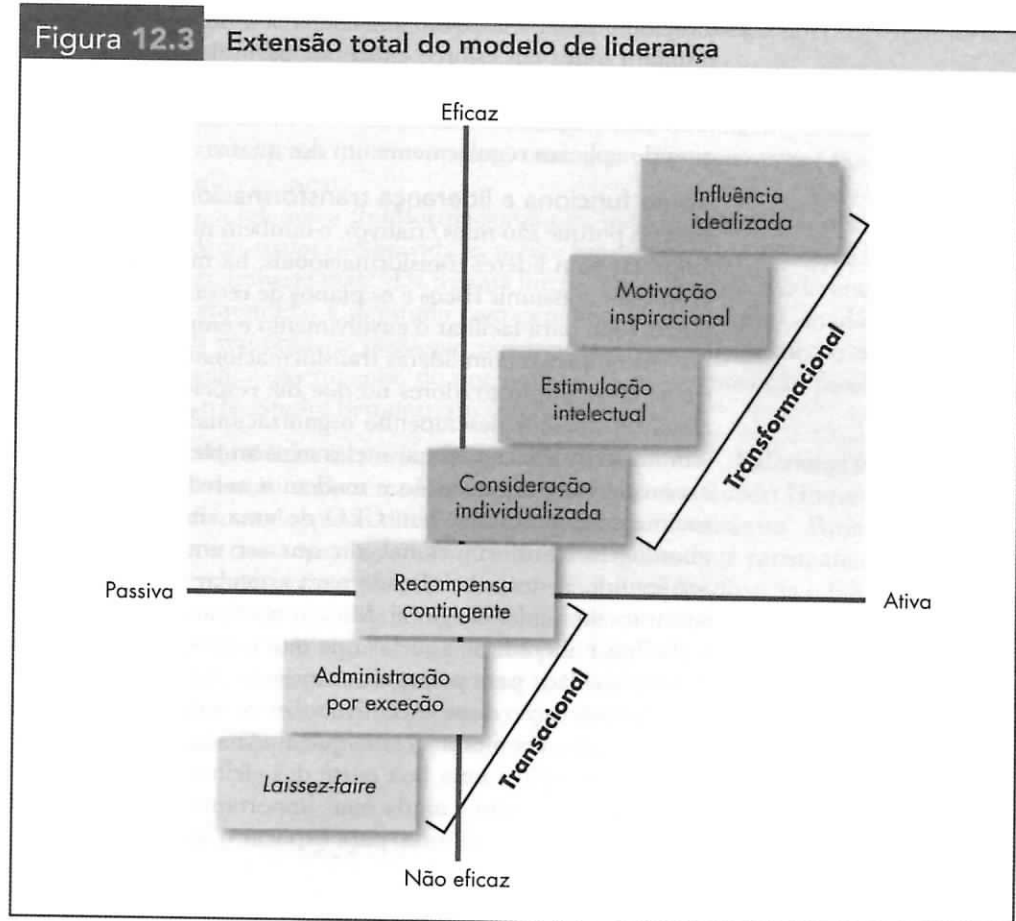 Figura 12.3 Extensão total do modelo de liderança
Eficaz
Influência
idealizada
Motivação
inspiracional
Estimulação
intelectual
Transformacional
Consideração
individualizada
Passiva
Recompensa
contingente
Ativa
Administração
por exceção
Transacional
Laissez-faire
Não eficaz